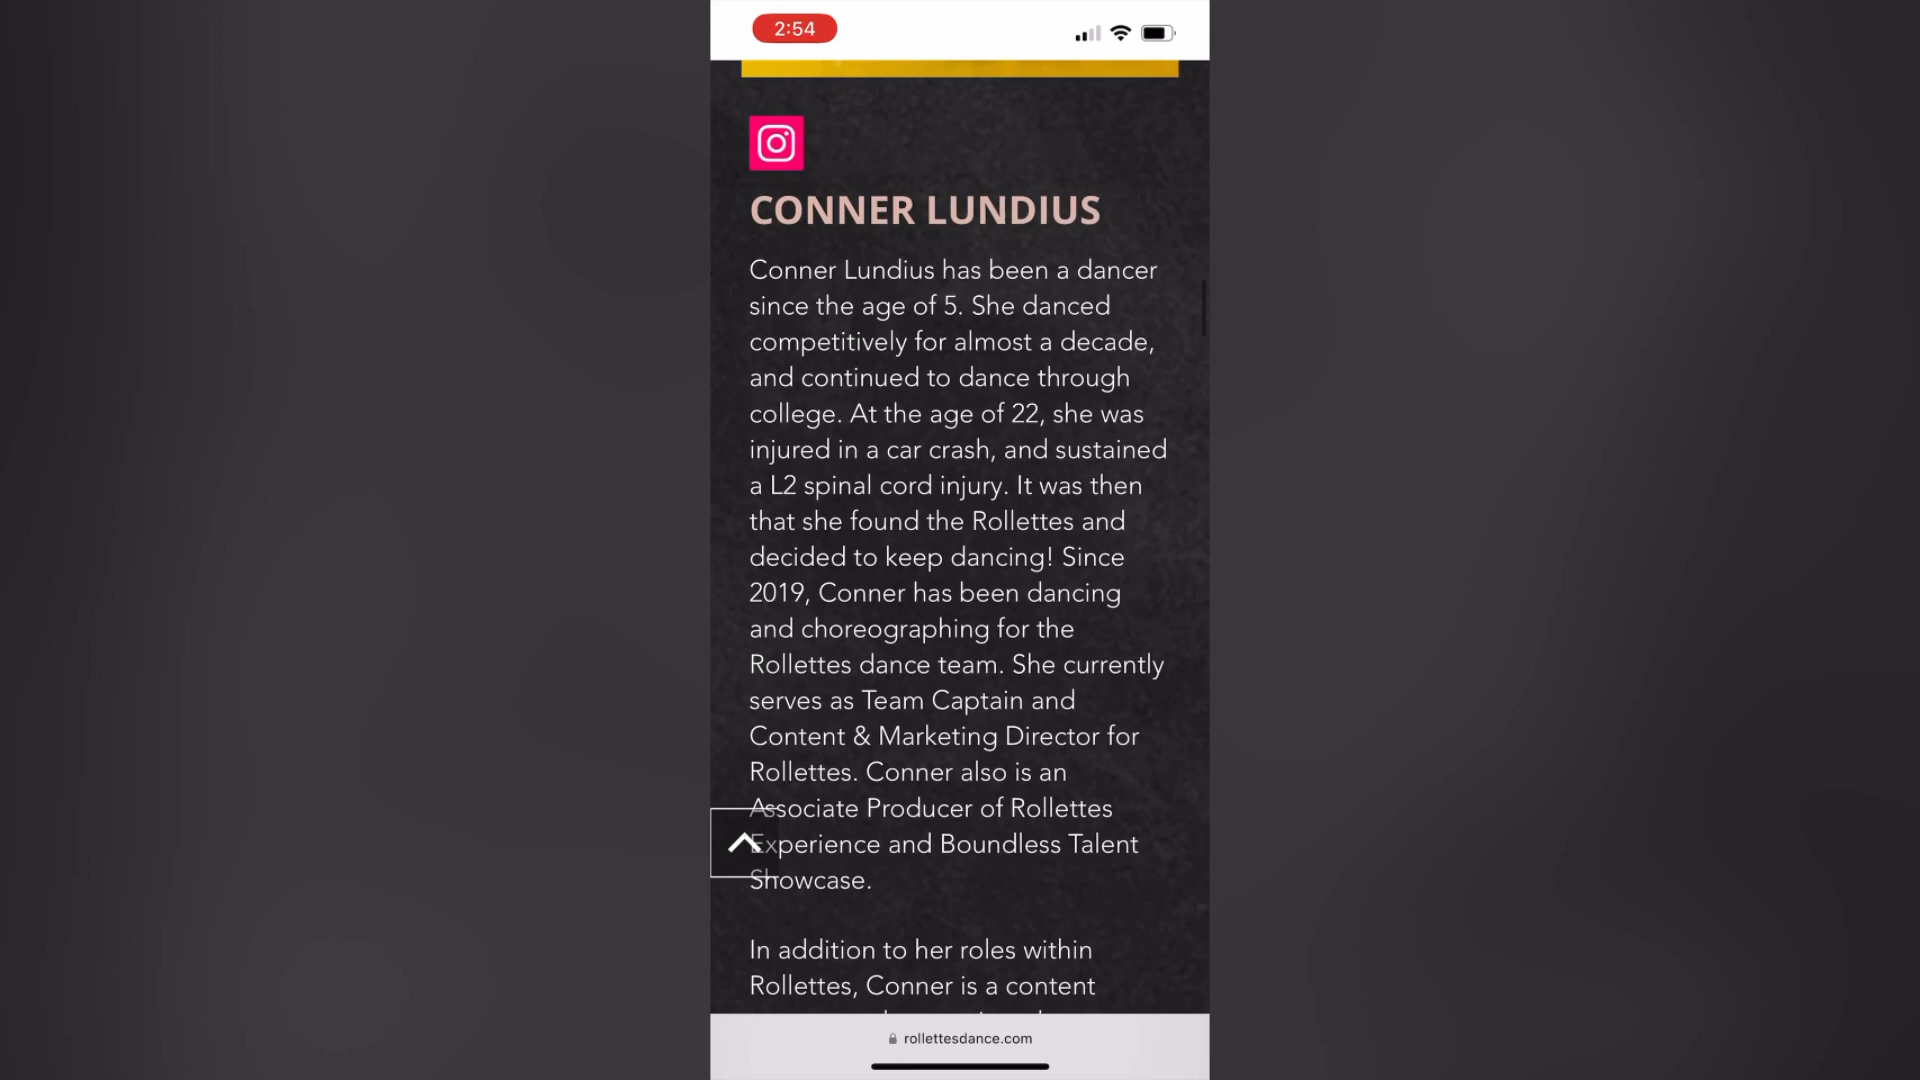 2:54
CONNER LUNDIUS
Conner Lundius has been a dancer
since the age of 5. She danced
competitively for almost a decade,
and continued to dance through
college. At the age of 22, she was
injured in a car crash, and sustained
a L2 spinal cord injury. It was then
that she found the Rollettes and
decided to keep dancing! Since
2019, Conner has been dancing
and choreographing for the
Rollettes dance team. She currently
serves as Team Captain and
Content & Marketing Director for
Rollettes. Conner also is an
Associate Producer of Rollettes
Experience and Boundless Talent
Showcase.
In addition to her roles within
Rollettes, Conner is a content
rollettesdance.com